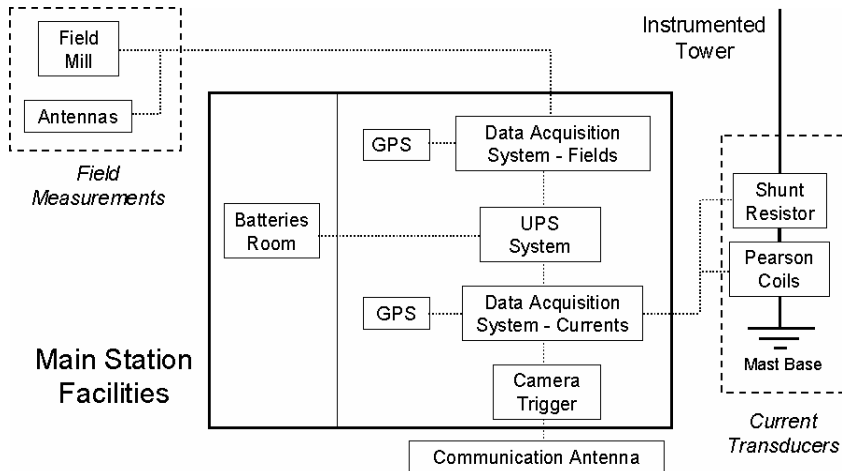 Field
Mill
Antennas
Field
Measurements
Instrumented
Tower
GPS
Data Acquisition
System - Fields
Batteries
Room
UPS
System
GPS
Data Acquisition
System - Currents
Camera
Trigger
Communication Antenna
Main Station
Facilities
Shunt
Resistor
Pearson
Coils
Mast Base
Current
Transducers